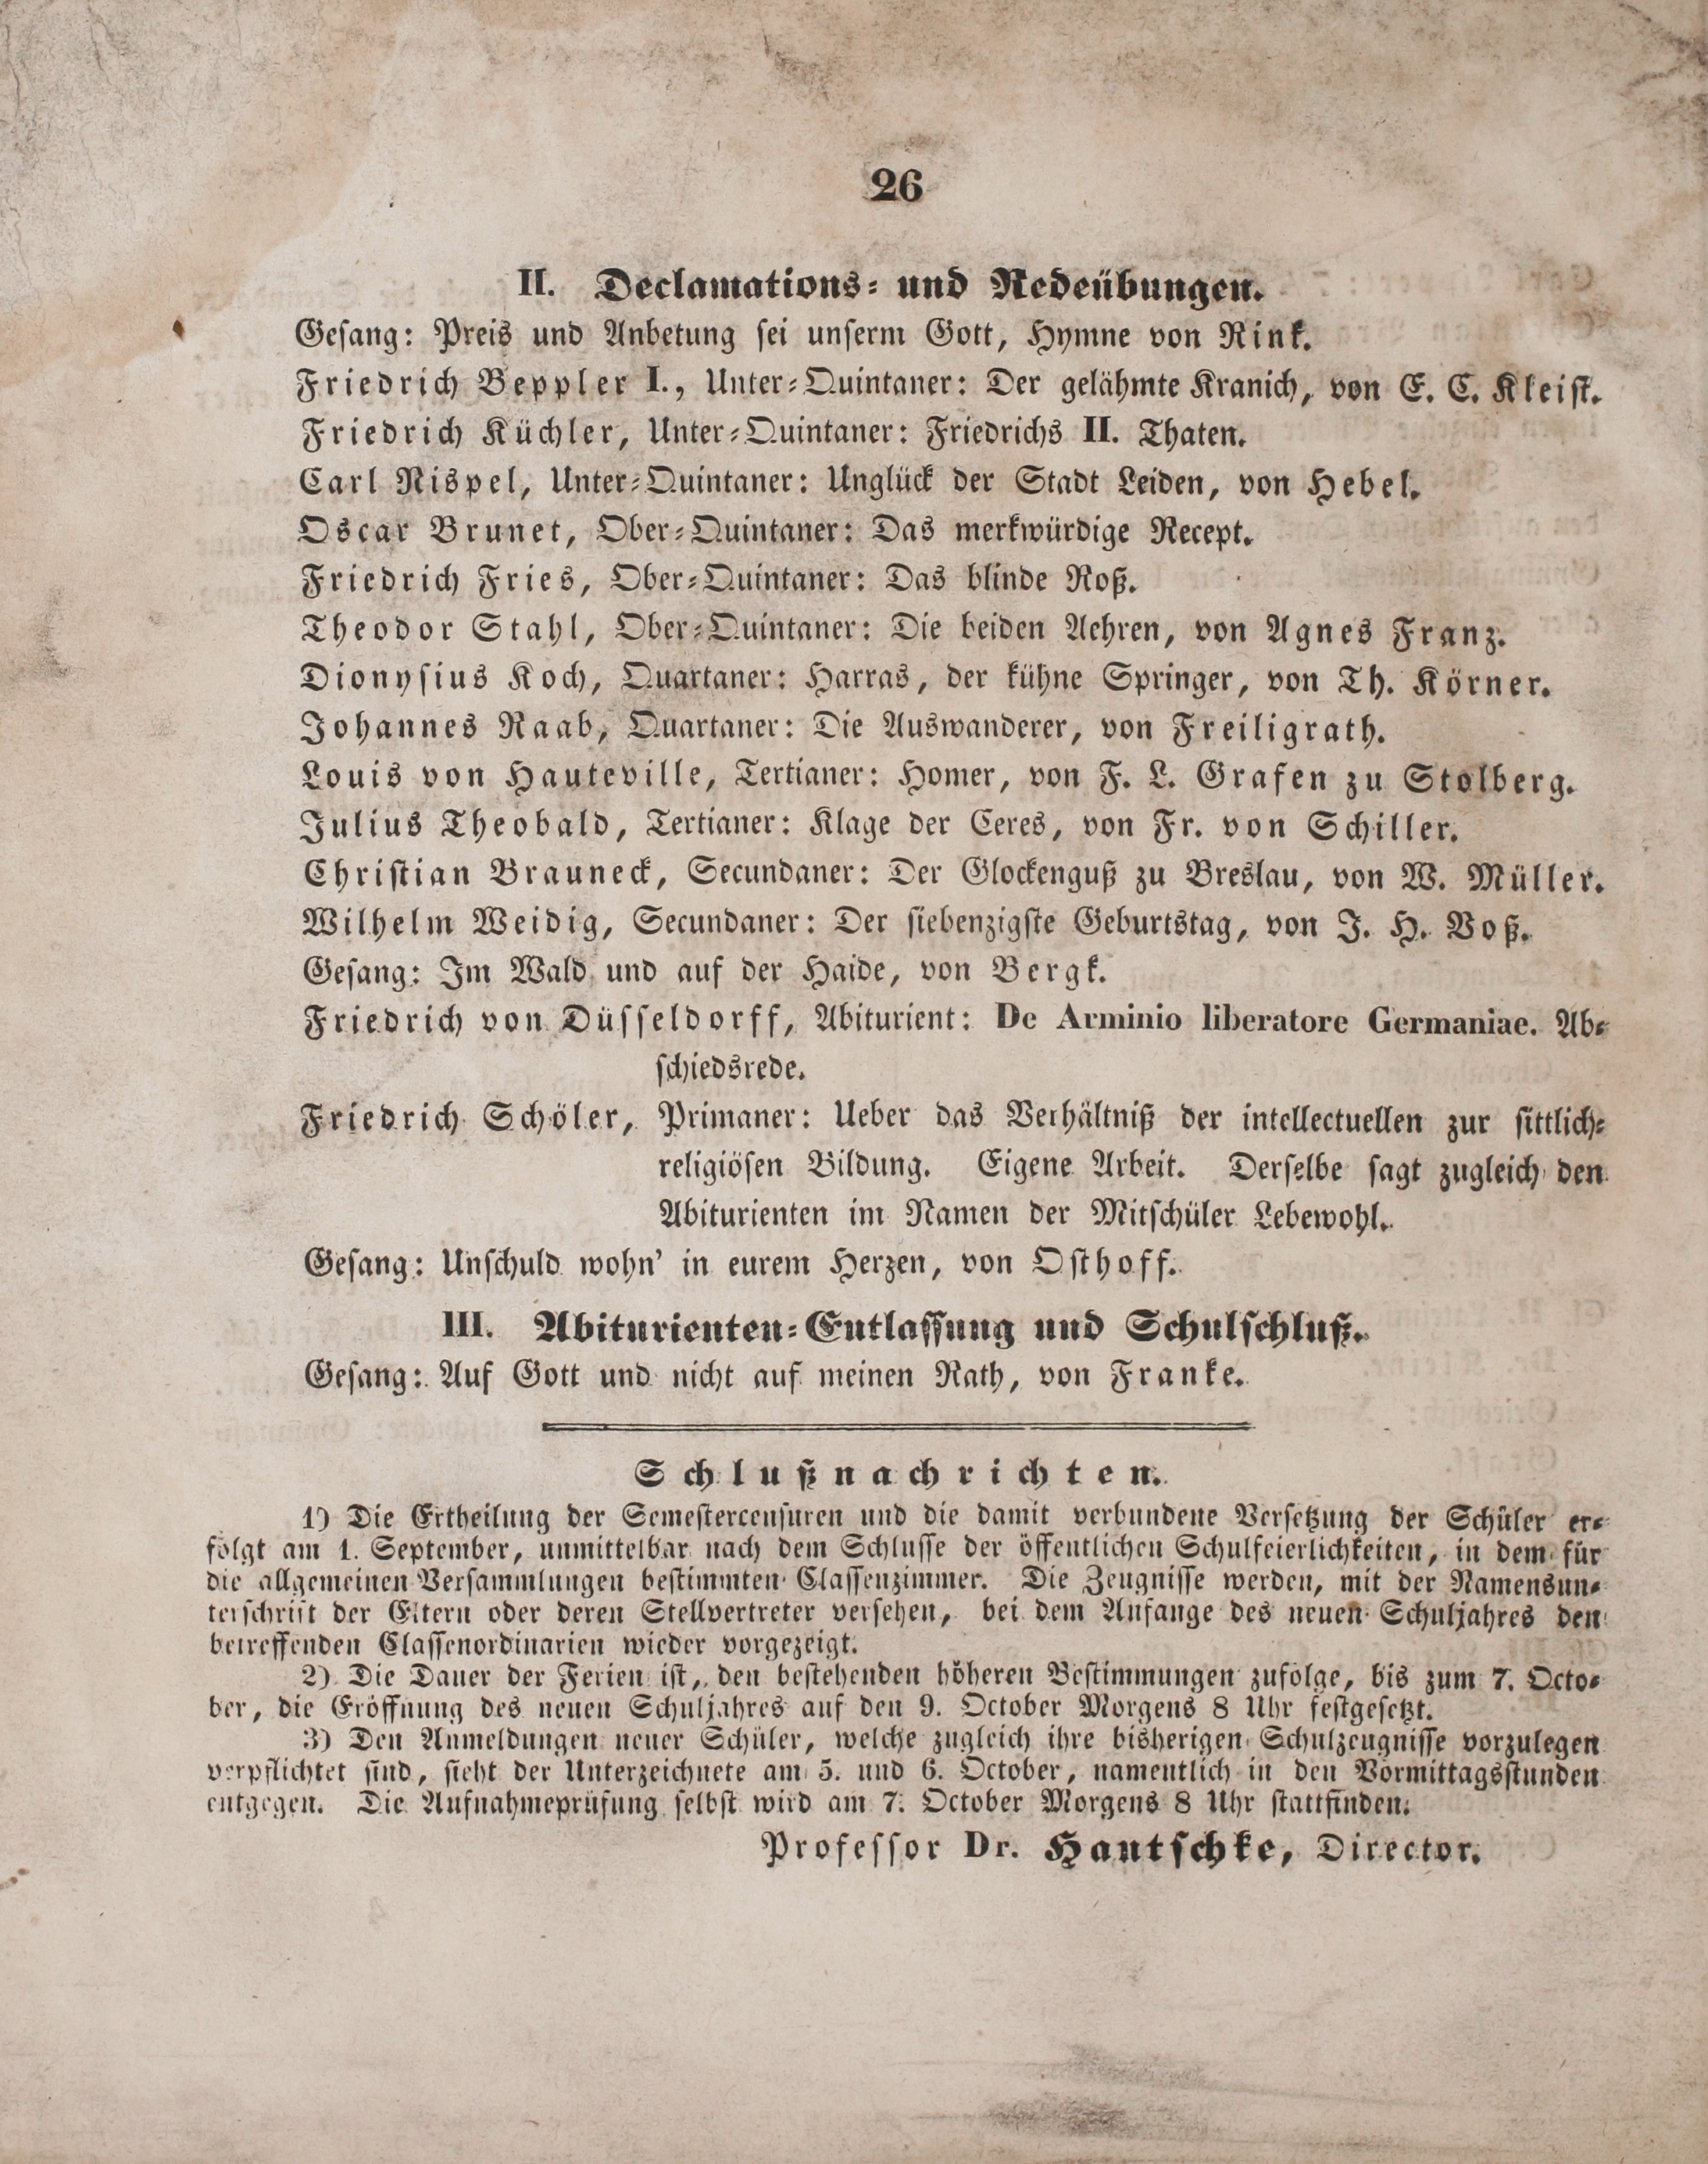 26
II. Declamations- und Redeübungen.
Gesang: Preis und Anbetung sei unserm Gott, Hymne von Rink.
Friedrich Beppler I., Unter-Quintaner: Der gelähmte Kranich, von E. C. Kleist.
Friedrich Küchler, Unter-Quintaner: Friedrichs II. Thaten.
Carl Rispel, Unter-Quintaner: Unglück der Stadt Leiden, von Hebel.
Oscar Brunet, Ober-Quintaner: Das merkwürdige Recept.
Friedrich Fries, Ober-Quintaner: Das blinde Roß.
Theodor Stahl, Ober-Quintaner: Die beiden Aehren, von Agnes Franz.
Dionysius Koch, Quartaner: Harras, der kühne Springer, von Th. Körner.
Johannes Raab, Quartaner: Die Auswanderer, von Freiligrath.
Louis von Hauteville, Tertianer: Homer, von F. L. Grafen zu Stolberg.
Julius Theobald, Tertianer: Klage der Ceres, von Fr. von Schiller.
Christian Brauneck, Secundaner: Der Glockenguß zu Breslau, von W. Müller.
Wilhelm Weidig, Secundaner: Der siebenzigste Geburtstag, von J. H. Voß.
Gesang: Im Wald und auf der Haide, von Bergk.
Friedrich von Düsseldorff, Abiturient: De Arminio liberatore Germaniae. Ab-
schiedsrede.
Friedrich Schöler, Primaner: Ueber das Verhältniß der intellectuellen zur sittlich-
religiösen Bildung. Eigene Arbeit. Derselbe sagt zugleich den
Abiturienten im Namen der Mitschüler Lebewohl.
Gesang: Unschuld wohn' in eurem Herzen, von Osthoff.
III. Abiturienten-Entlassung und Schulschluß.
Gesang: Auf Gott und nicht auf meinen Rath, von Franke.
Schlußnachrichten.
1) Die Ertheilung der Semestercensuren und die damit verbundene Versetzung der Schüler er-
folgt am 1. September, unmittelbar nach dem Schlusse der öffentlichen Schulfeierlichkeiten, in dem für
die allgemeinen Versammlungen bestimmten Classenzimmer. Die Zeugnisse werden, mit der Namensun-
terschrift der Eltern oder deren Stellvertreter versehen, bei dem Anfange des neuen Schuljahres den
betreffenden Classenordinarien wieder vorgezeigt.
2) Die Dauer der Ferien ist, den bestehenden höheren Bestimmungen zufolge, bis zum 7. Octo-
ber, die Eröffnung des neuen Schuljahres auf den 9. October Morgens 8 Uhr festgesetzt.
3) Den Anmeldungen neuer Schüler, welche zugleich ihre bisherigen Schulzeugnisse vorzulegen
verpflichtet sind, sieht der Unterzeichnete am 5. und 6. October, namentlich in den Vormittagsstunden
entgegen. Die Aufnahmeprüfung selbst wird am 7. October Morgens 8 Uhr stattfinden.
Professor Dr. Hantschke, Director.